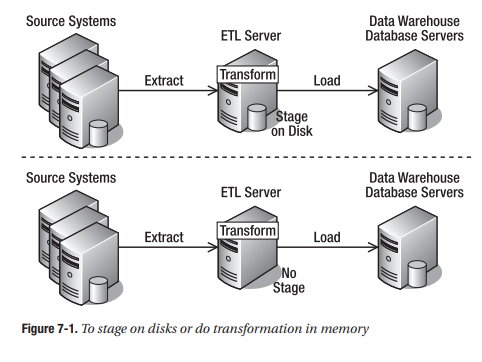 Source Systems
ETL Server
Data Warehouse
Database Servers
Extract
Transform
Load
Stage
on Disk
Source Systems
ETL Server
Data Warehouse
Database Servers
Extract
Transform
Load
No
Stage
Figure 7-1. To stage on disks or do transformation in memory